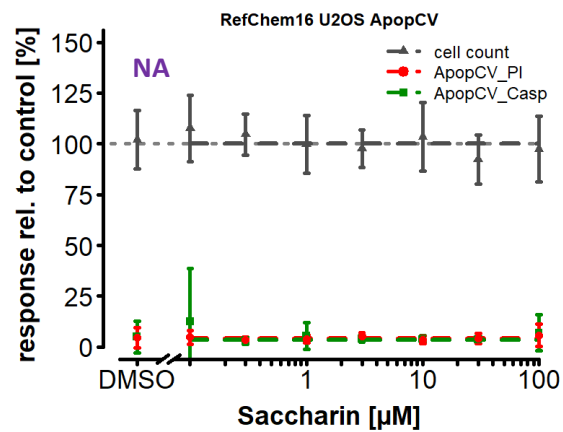 RefChem16 U2OS ApopCV
response rel. to control [%]
150
125
100
75
50
25
0
NA
cell count
ApopCV_PI
ApopCV_Casp
DMSO
1
10
100
Saccharin [µM]